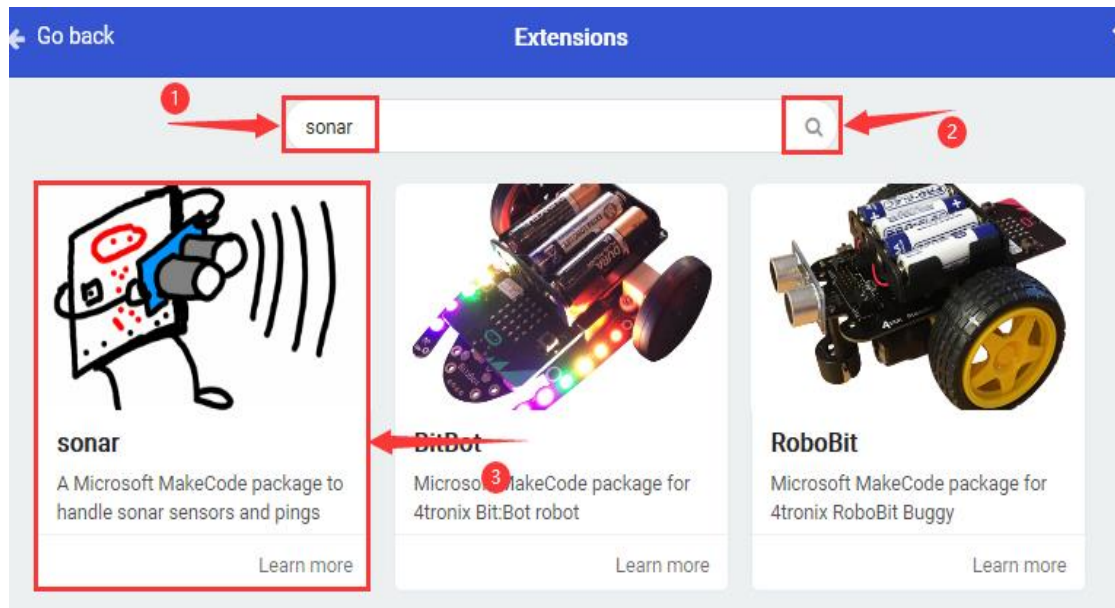 Go back
Extensions
1
sonar
2
sonar
A Microsoft MakeCode package to
handle sonar sensors and pings
Learn more
BitBot
3
Microsoft MakeCode package for
4tronix Bit:Bot robot
Learn more
RoboBit
Microsoft MakeCode package for
4tronix RoboBit Buggy
Learn more